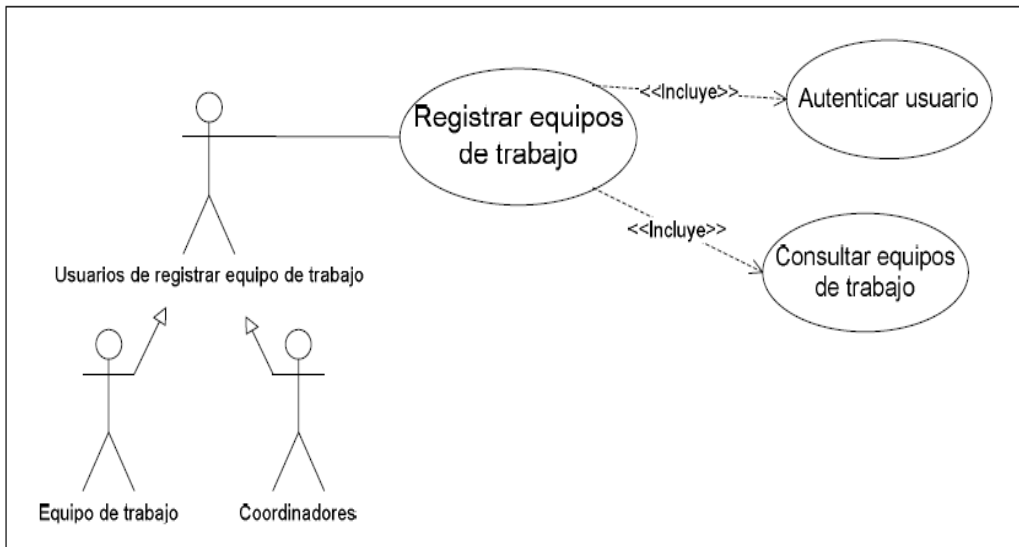 Registrar equipos
de trabajo
<<Incluye>>
Autenticar usuario
<<Incluye>>
Consultar equipos
de trabajo
Usuarios de registrar equipo de trabajo
Equipo de trabajo
Coordinadores